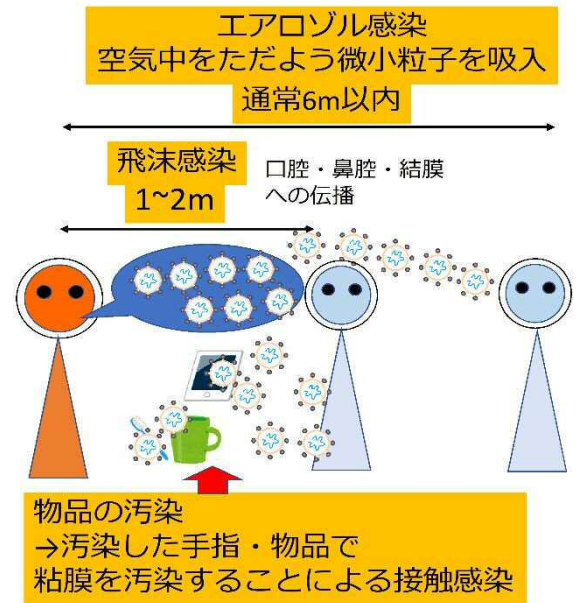 エアロゾル感染
空気中をただよう微小粒子を吸入
通常6m以内
飛沫感染
1~2m
口腔・鼻腔・結膜
への伝播
物品の汚染
→汚染した手指・物品で
粘膜を汚染することによる接触感染